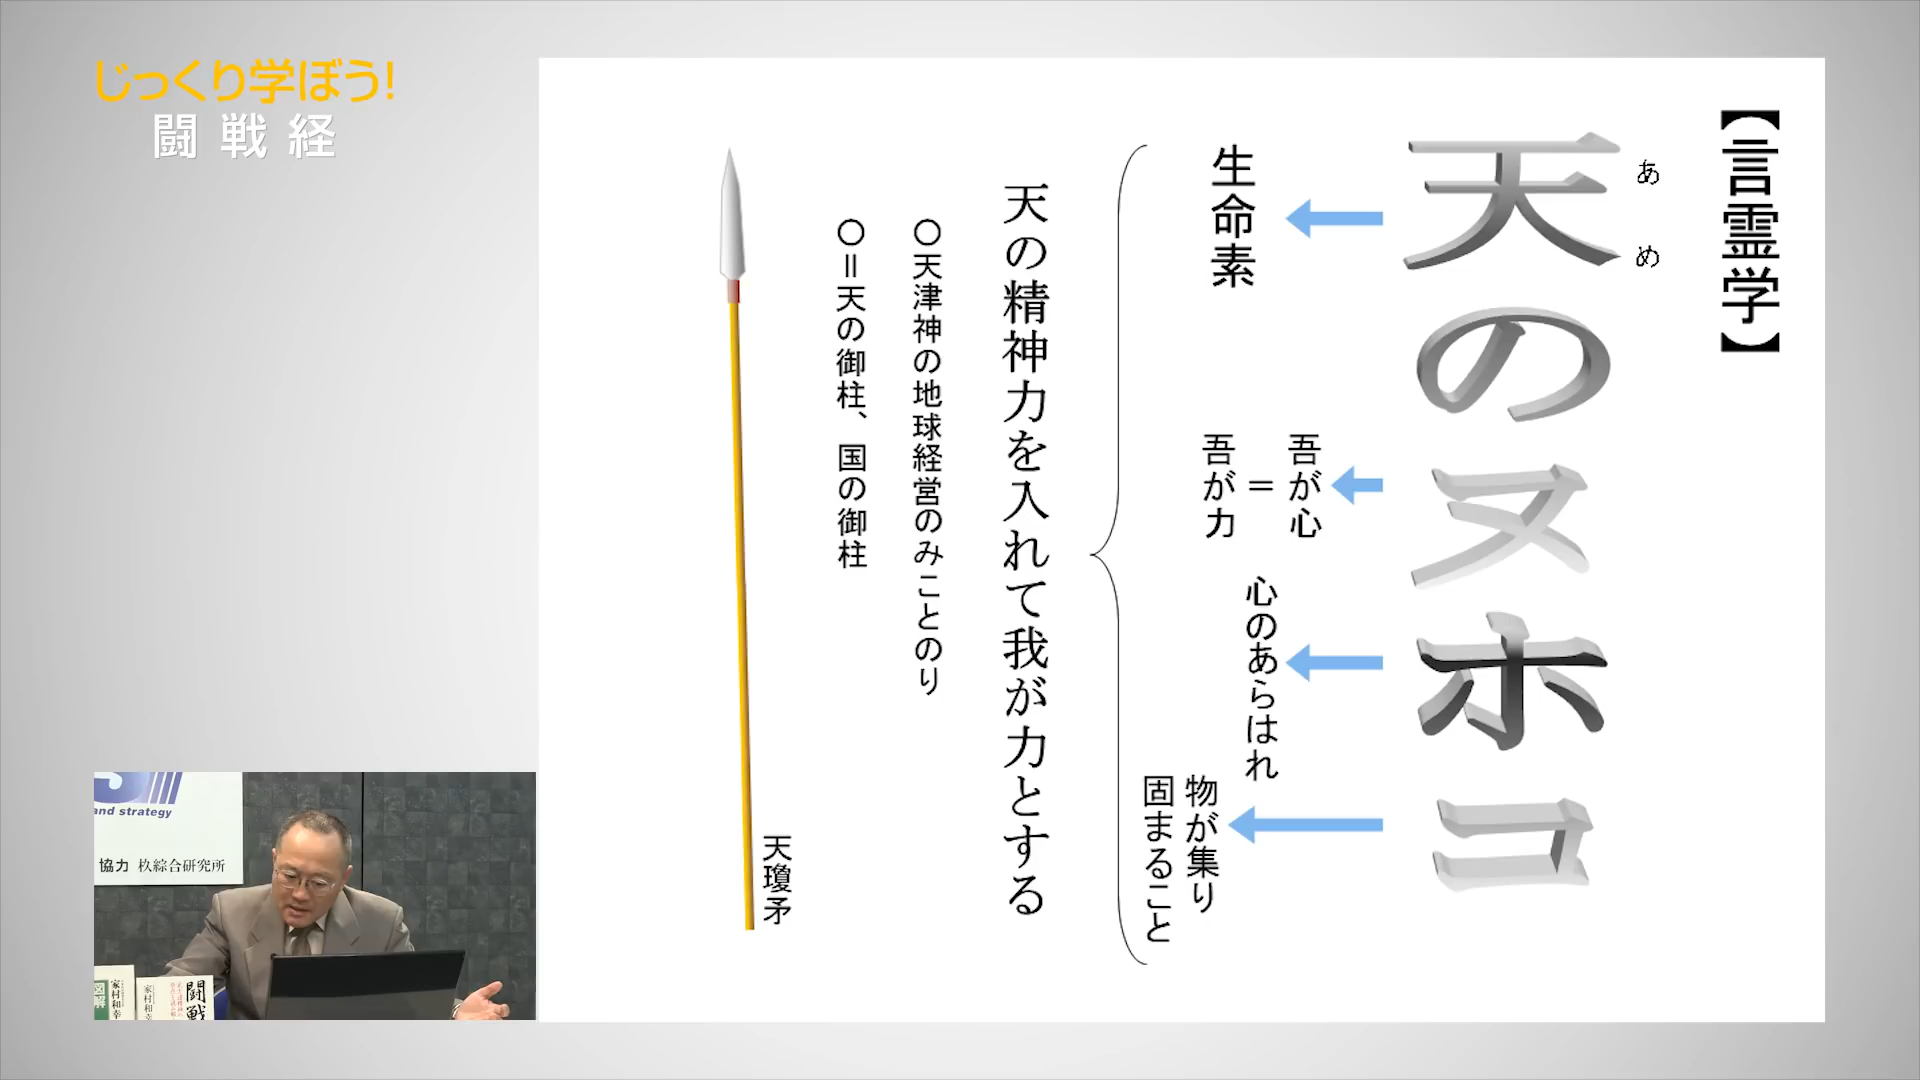 じっくり学ぼう!
闘戦経
【言霊学】
天のヌホコ
あめ
生命素
吾が心
＝
吾が力
心のあらはれ
物が集り
固まること
天の精神力を入れて我が力とする
〇天津神の地球経営のみことのり
〇＝天の御柱、国の御柱
天瓊矛
and strategy
協力 杦綜合研究所
図解
家村和幸
闘戦
家村和幸